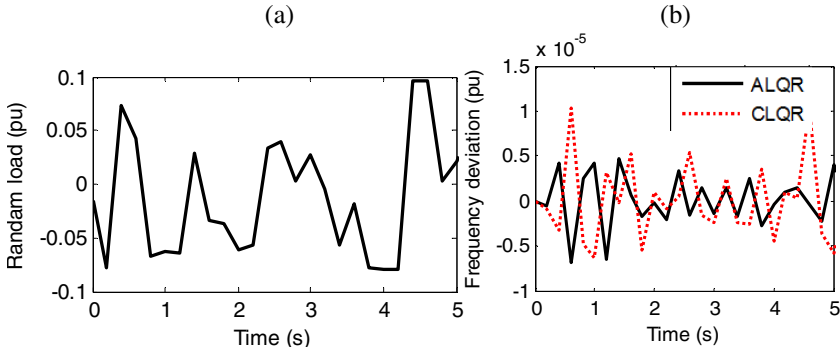 (a)
(b)
Randam load (pu)
0.1
0.05
0
-0.05
-0.1
0 1 2 3 4 5
Time (s)
Frequency deviation (pu)
x 10^-5
1.5
1
0.5
0
-0.5
-1
0 1 2 3 4 5
Time (s)
ALQR
CLQR